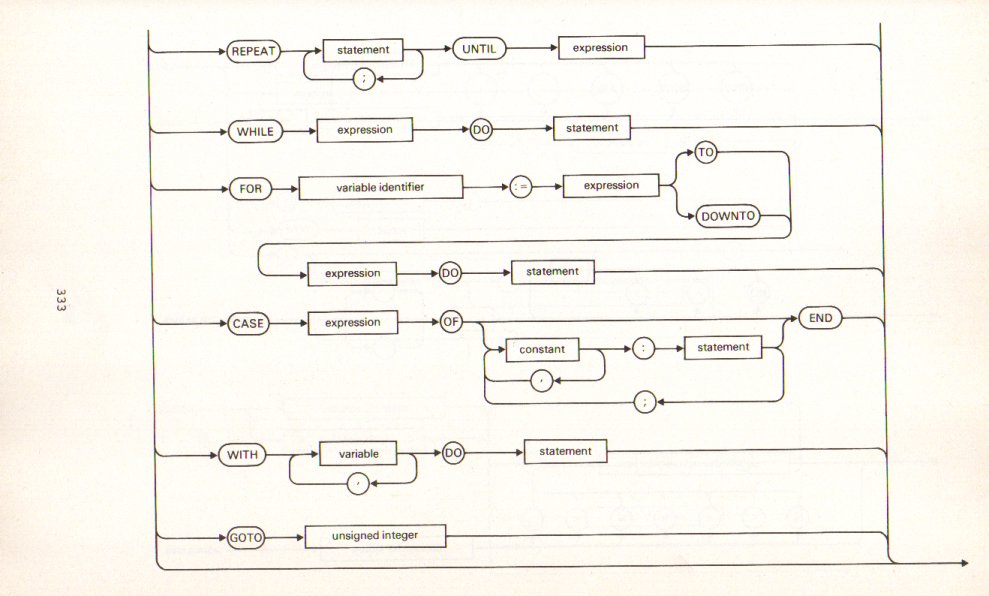 REPEAT statement UNTIL expression
;
WHILE expression DO statement
FOR variable identifier := expression TO
DOWNTO
expression DO statement
333
CASE expression OF END
constant : statement
,
;
WITH variable DO statement
,
GOTO unsigned integer